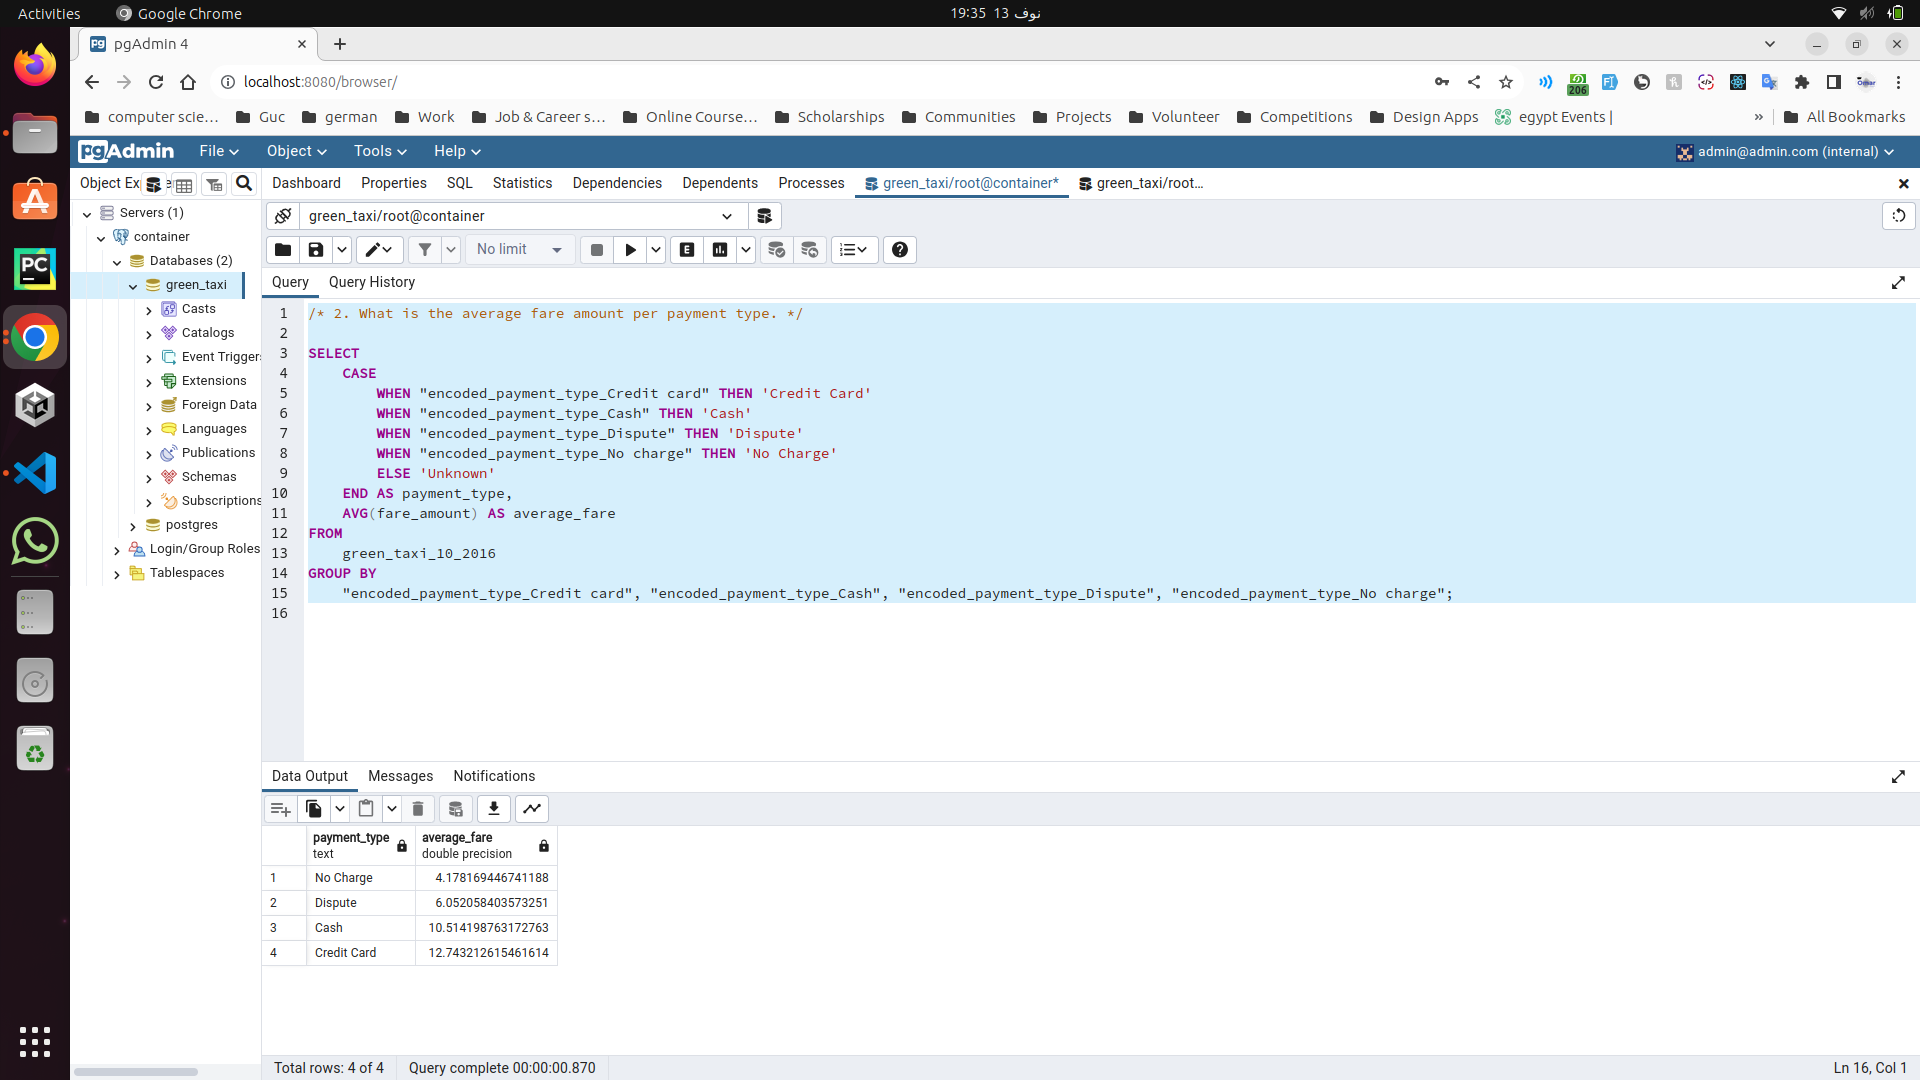 Activities Google Chrome 19:35 13 نوف
pgAdmin 4
localhost:8080/browser/
206
computer scie… Guc german Work Job & Career s… Online Course… Scholarships Communities Projects Volunteer Competitions Design Apps egypt Events | » All Bookmarks
pgAdmin File Object Tools Help admin@admin.com (internal)
Object Ex Dashboard Properties SQL Statistics Dependencies Dependents Processes green_taxi/root@container* green_taxi/root…
Servers (1)
container
Databases (2)
green_taxi
Casts
Catalogs
Event Trigger
Extensions
Foreign Data
Languages
Publications
Schemas
Subscriptions
postgres
Login/Group Roles
Tablespaces
green_taxi/root@container
No limit
Query Query History
1 /* 2. What is the average fare amount per payment type. */
2
3 SELECT
4 CASE
5 WHEN "encoded_payment_type_Credit card" THEN 'Credit Card'
6 WHEN "encoded_payment_type_Cash" THEN 'Cash'
7 WHEN "encoded_payment_type_Dispute" THEN 'Dispute'
8 WHEN "encoded_payment_type_No charge" THEN 'No Charge'
9 ELSE 'Unknown'
10 END AS payment_type,
11 AVG(fare_amount) AS average_fare
12 FROM
13 green_taxi_10_2016
14 GROUP BY
15 "encoded_payment_type_Credit card", "encoded_payment_type_Cash", "encoded_payment_type_Dispute", "encoded_payment_type_No charge";
16
Data Output Messages Notifications
payment_type average_fare
text double precision
1 No Charge 4.178169446741188
2 Dispute 6.052058403573251
3 Cash 10.514198763172763
4 Credit Card 12.743212615461614
Total rows: 4 of 4 Query complete 00:00:00.870 Ln 16, Col 1